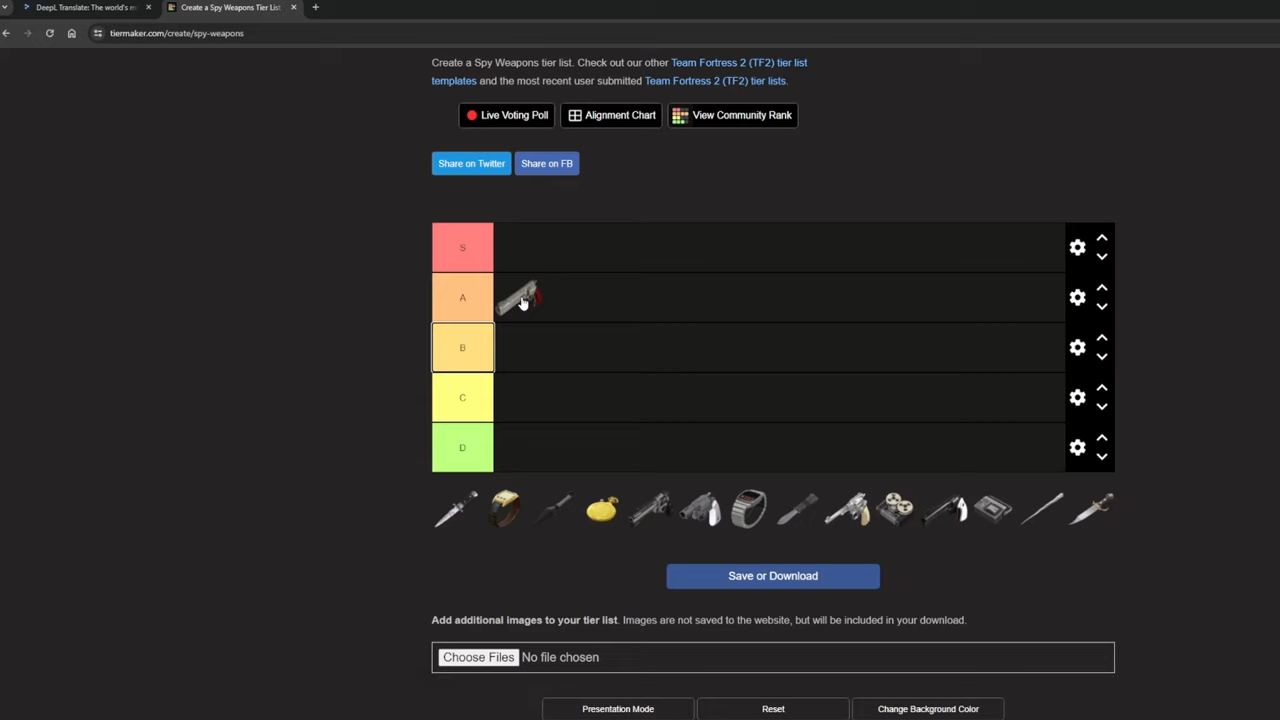 DeepL Translate: The world's m
Create a Spy Weapons Tier List
tiermaker.com/create/spy-weapons
Create a Spy Weapons tier list. Check out our other Team Fortress 2 (TF2) tier list
templates and the most recent user submitted Team Fortress 2 (TF2) tier lists.
Live Voting Poll
Alignment Chart
View Community Rank
Share on Twitter
Share on FB
S
A
B
C
D
Save or Download
Add additional images to your tier list. Images are not saved to the website, but will be included in your download.
Choose Files No file chosen
Presentation Mode
Reset
Change Background Color